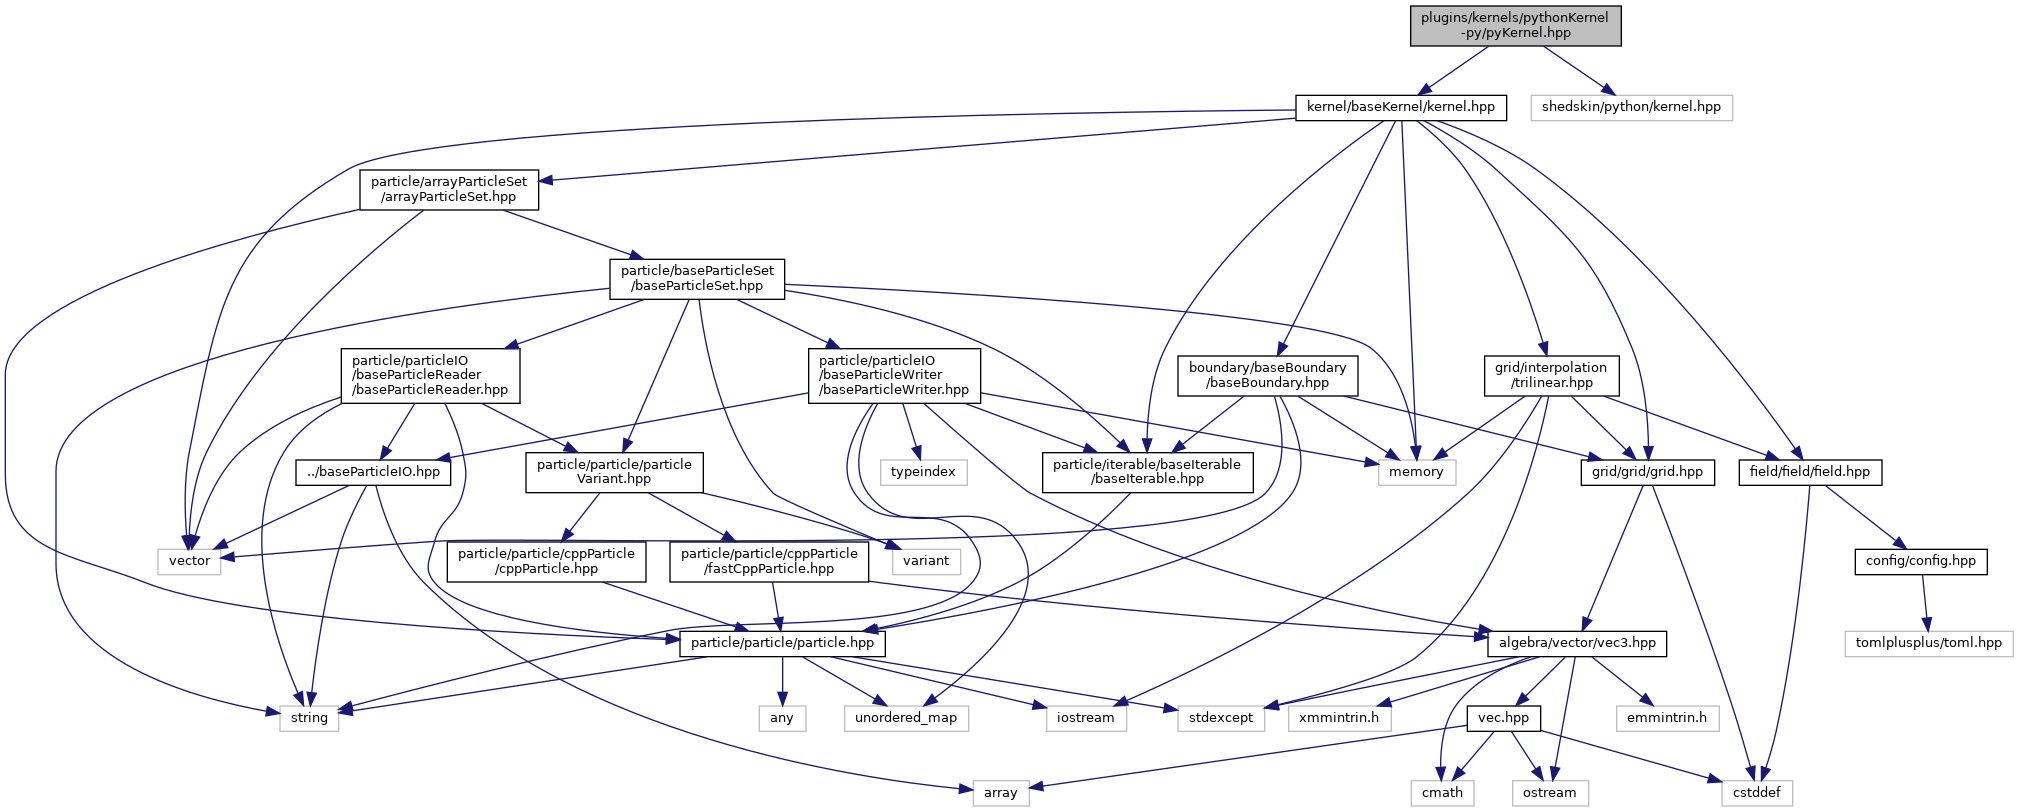 plugins/kernels/pythonKernel
-py/pyKernel.hpp
kernel/baseKernel/kernel.hpp
shedskin/python/kernel.hpp
particle/arrayParticleSet
/arrayParticleSet.hpp
particle/baseParticleSet
/baseParticleSet.hpp
particle/particleIO
/baseParticleReader
/baseParticleReader.hpp
particle/particleIO
/baseParticleWriter
/baseParticleWriter.hpp
boundary/baseBoundary
/baseBoundary.hpp
grid/interpolation
/trilinear.hpp
../baseParticleIO.hpp
particle/particle/particle
Variant.hpp
typeindex
particle/iterable/baseIterable
/baseIterable.hpp
memory
grid/grid/grid.hpp
field/field/field.hpp
vector
particle/particle/cppParticle
/cppParticle.hpp
particle/particle/cppParticle
/fastCppParticle.hpp
variant
config/config.hpp
particle/particle/particle.hpp
algebra/vector/vec3.hpp
tomlplusplus/toml.hpp
string
any
unordered_map
iostream
stdexcept
xmmintrin.h
vec.hpp
emmintrin.h
array
cmath
ostream
cstddef